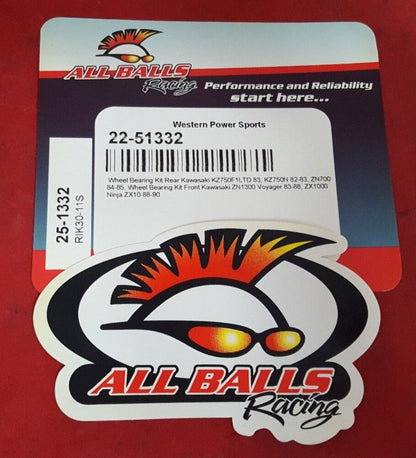 ALL BALLS
Racing
Performance and Reliability
start here...
Western Power Sports
22-51332
Wheel Bearing Kit Rear Kawasaki KZ750F1LTD 83, KZ750N 82-83, ZN700
84-85, Wheel Bearing Kit Front Kawasaki ZN1300 Voyager 83-88, ZX1000
Ninja ZX10 88-90
25-1332
RIK30-11S
ALL BALLS
Racing